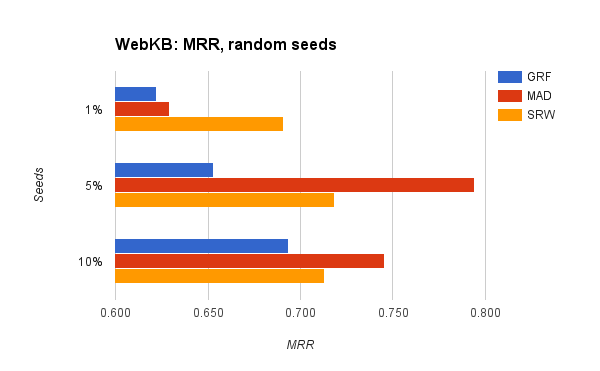 WebKB: MRR, random seeds
GRF
MAD
SRW
1%
5%
10%
Seeds
0.600 0.650 0.700 0.750 0.800
MRR